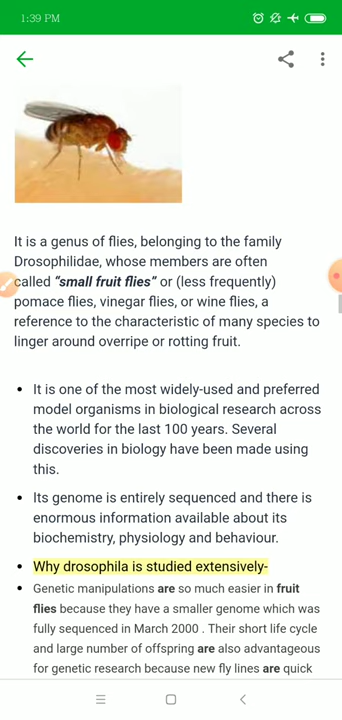 1:39 PM
It is a genus of flies, belonging to the family
Drosophilidae, whose members are often
called “small fruit flies” or (less frequently)
pomace flies, vinegar flies, or wine flies, a
reference to the characteristic of many species to
linger around overripe or rotting fruit.
• It is one of the most widely-used and preferred
model organisms in biological research across
the world for the last 100 years. Several
discoveries in biology have been made using
this.
• Its genome is entirely sequenced and there is
enormous information available about its
biochemistry, physiology and behaviour.
• Why drosophila is studied extensively-
• Genetic manipulations are so much easier in fruit
flies because they have a smaller genome which was
fully sequenced in March 2000 . Their short life cycle
and large number of offspring are also advantageous
for genetic research because new fly lines are quick